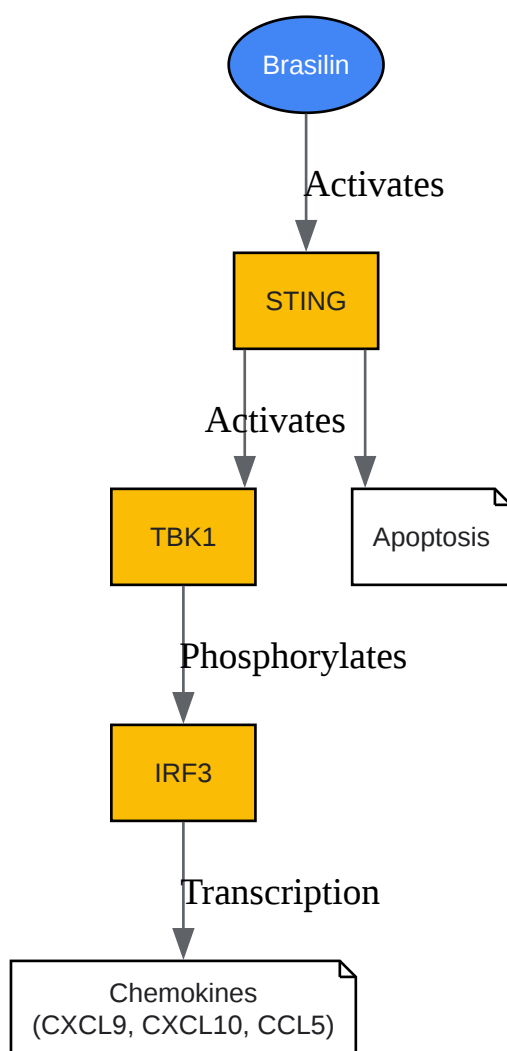 Brasilin
Activates
STING
Activates
TBK1
Apoptosis
Phosphorylates
IRF3
Transcription
Chemokines
(CXCL9, CXCL10, CCL5)